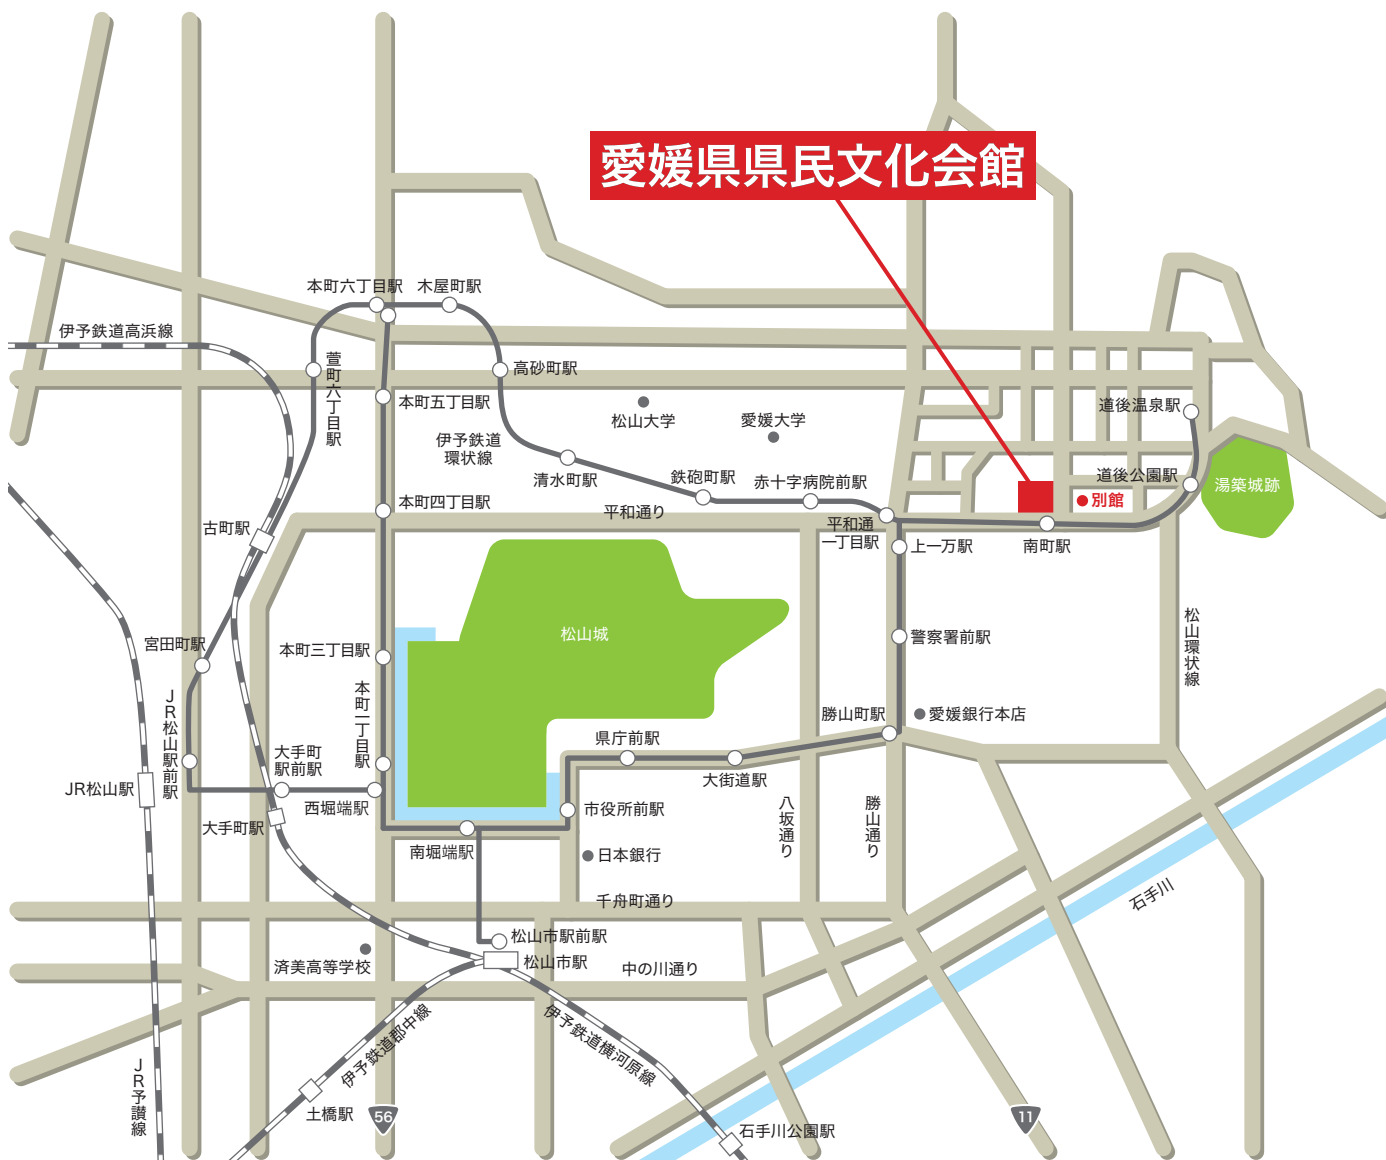 愛媛県県民文化会館
本町六丁目駅
木屋町駅
伊予鉄道高浜線
萱町六丁目駅
高砂町駅
本町五丁目駅
松山大学
愛媛大学
道後温泉駅
伊予鉄道
環状線
清水町駅
鉄砲町駅
赤十字病院前駅
道後公園駅
湯築城跡
別館
本町四丁目駅
平和通り
古町駅
平和通
一丁目駅
上一万駅
南町駅
松山城
宮田町駅
本町三丁目駅
警察署前駅
松山環状線
本町一丁目駅
JR松山駅前駅
勝山町駅
愛媛銀行本店
県庁前駅
大手町
駅前駅
大街道駅
JR松山駅
西堀端駅
市役所前駅
八坂通り
勝山通り
大手町駅
南堀端駅
日本銀行
千舟町通り
石手川
松山市駅前駅
済美高等学校
松山市駅
中の川通り
伊予鉄道郡中線
伊予鉄道横河原線
JR予讃線
土橋駅
56
11
石手川公園駅